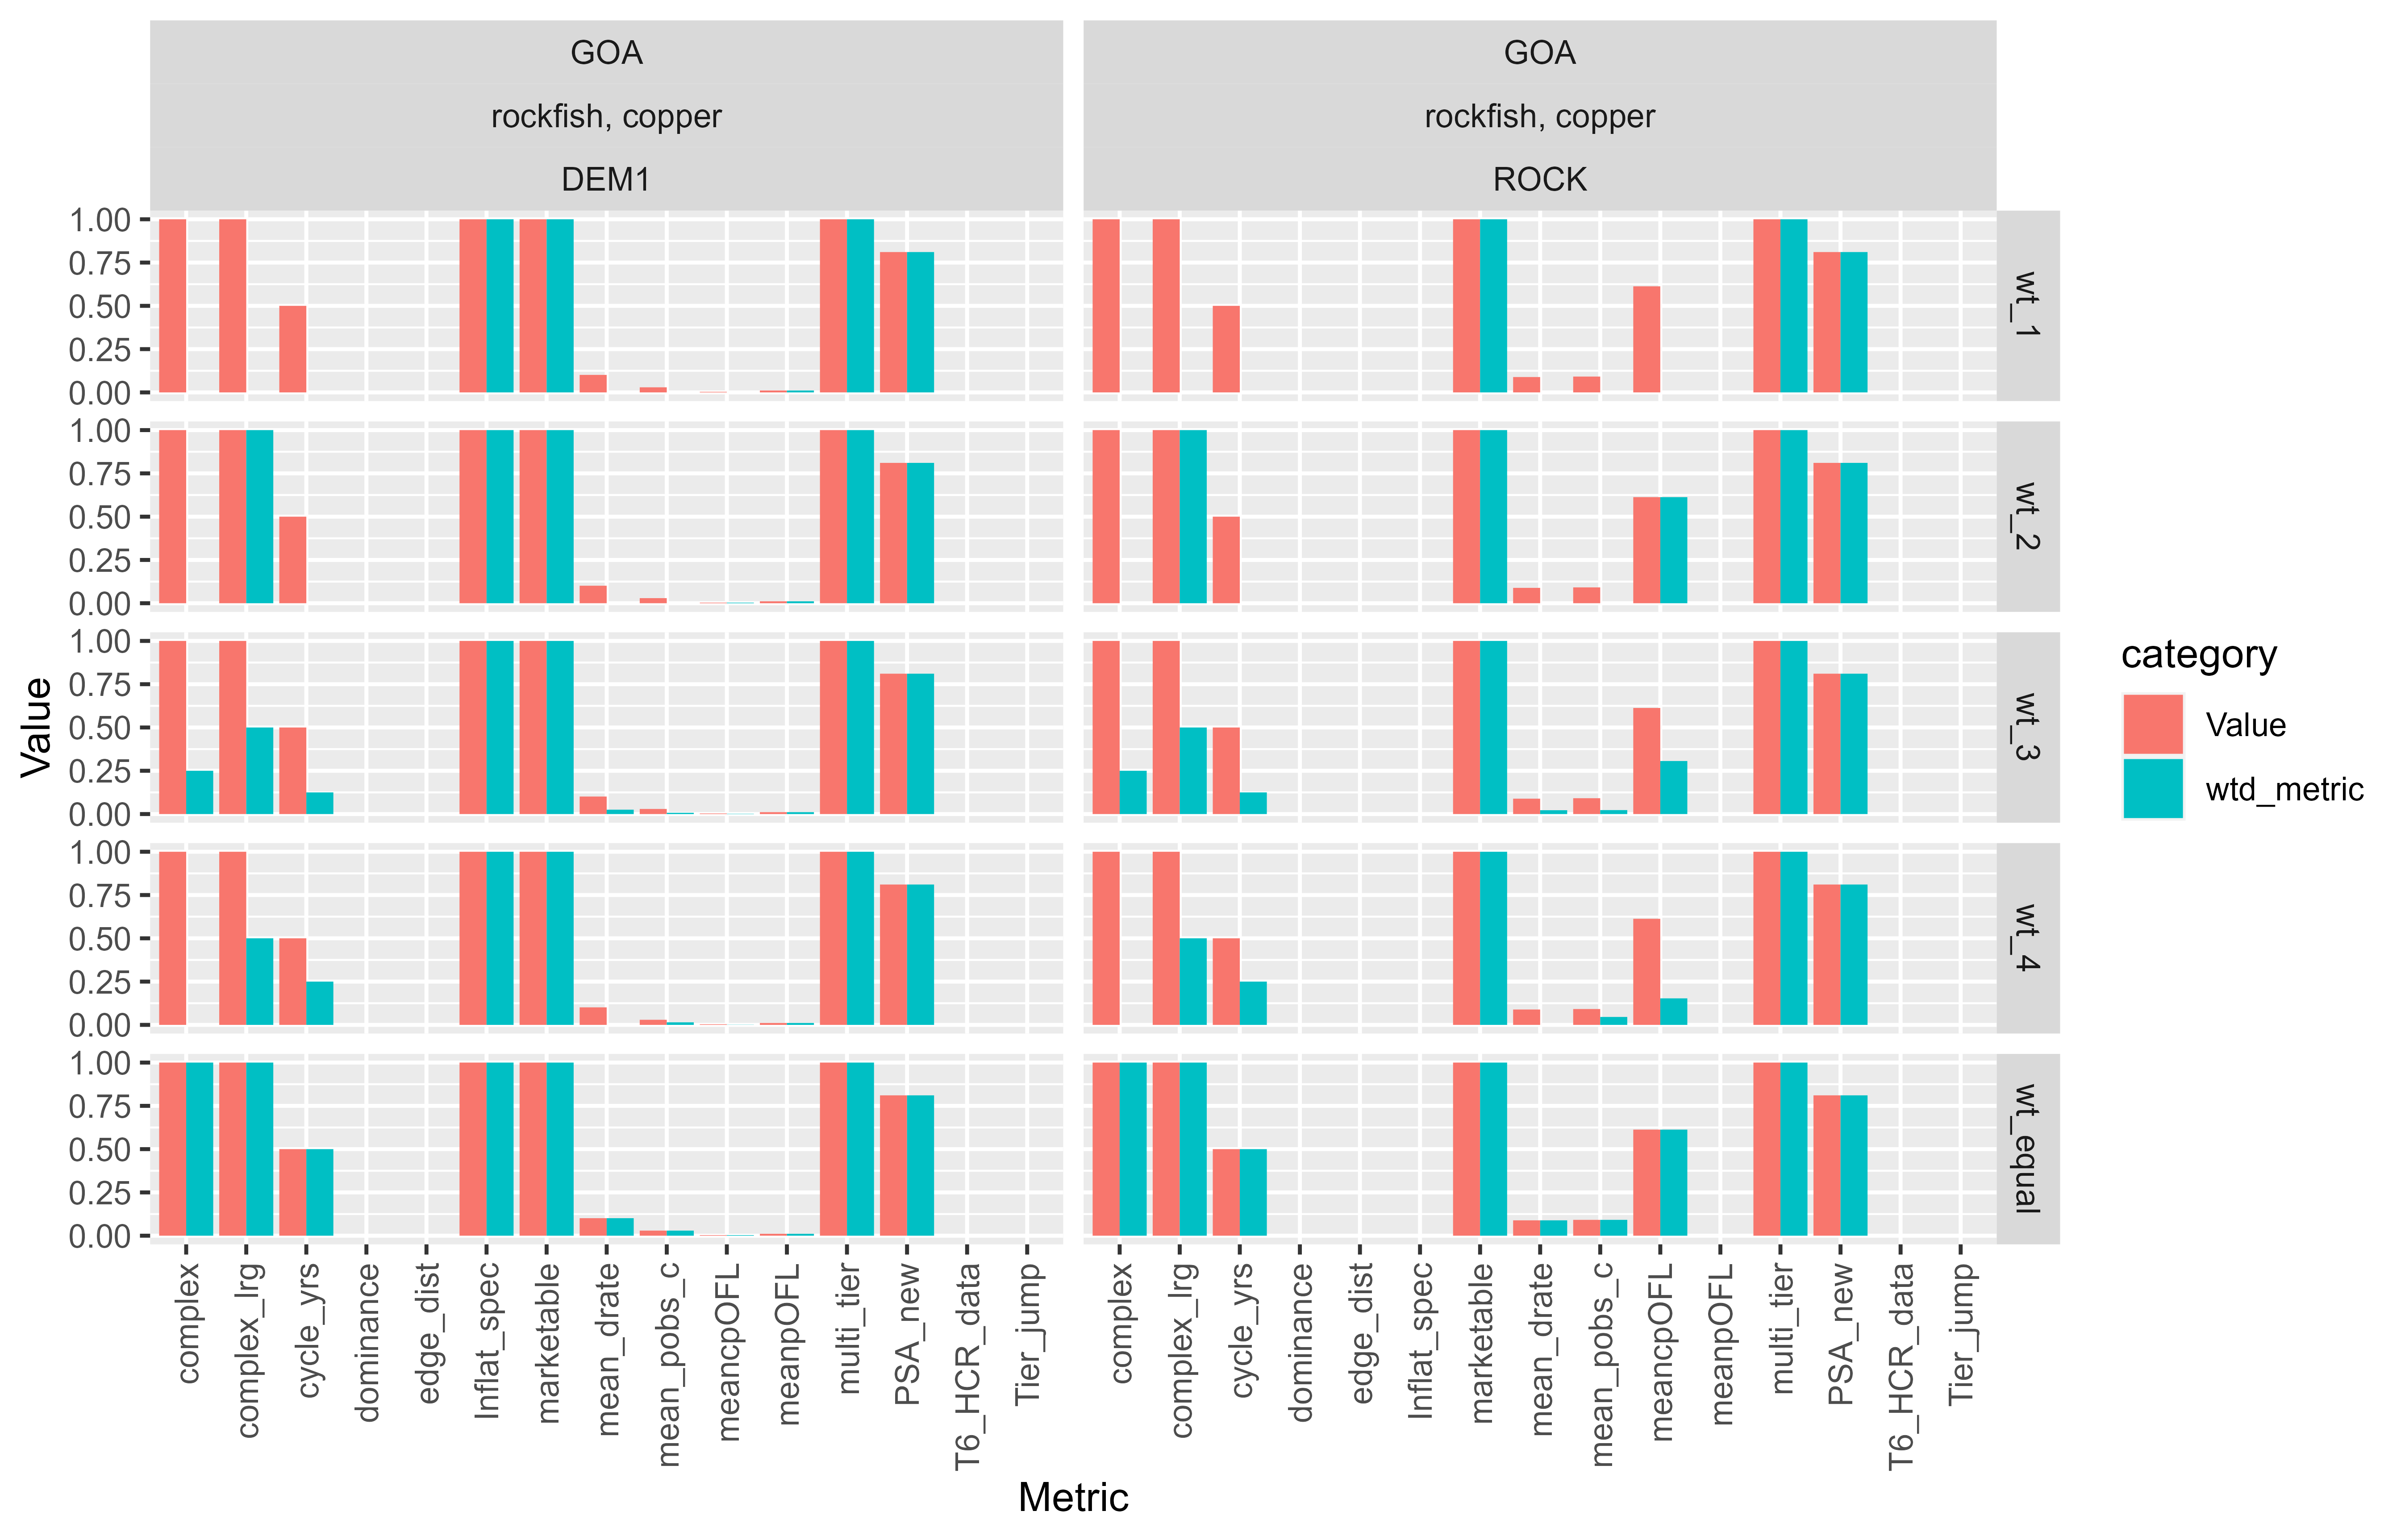 GOA
GOA
rockfish, copper
rockfish, copper
DEM1
ROCK
1.00
0.75
0.50
0.25
0.00
wt_1
1.00
0.75
0.50
0.25
0.00
wt_2
1.00
0.75
0.50
0.25
0.00
wt_3
1.00
0.75
0.50
0.25
0.00
wt_4
1.00
0.75
0.50
0.25
0.00
wt_equal
Value
complex
complex_lrg
cycle_yrs
dominance
edge_dist
Inflat_spec
marketable
mean_drate
mean_pobs_c
meancpOFL
meanpOFL
multi_tier
PSA_new
T6_HCR_data
Tier_jump
complex
complex_lrg
cycle_yrs
dominance
edge_dist
Inflat_spec
marketable
mean_drate
mean_pobs_c
meancpOFL
meanpOFL
multi_tier
PSA_new
T6_HCR_data
Tier_jump
Metric
category
Value
wtd_metric